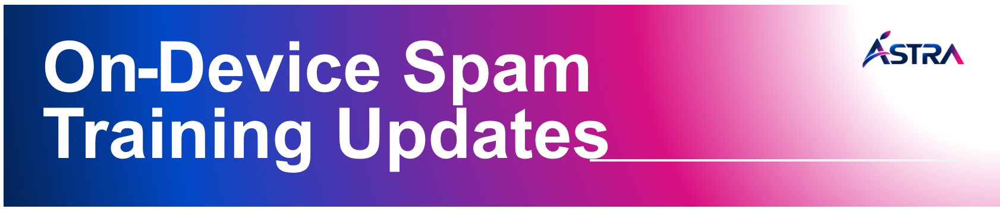 On-Device Spam
Training Updates
ASTRA